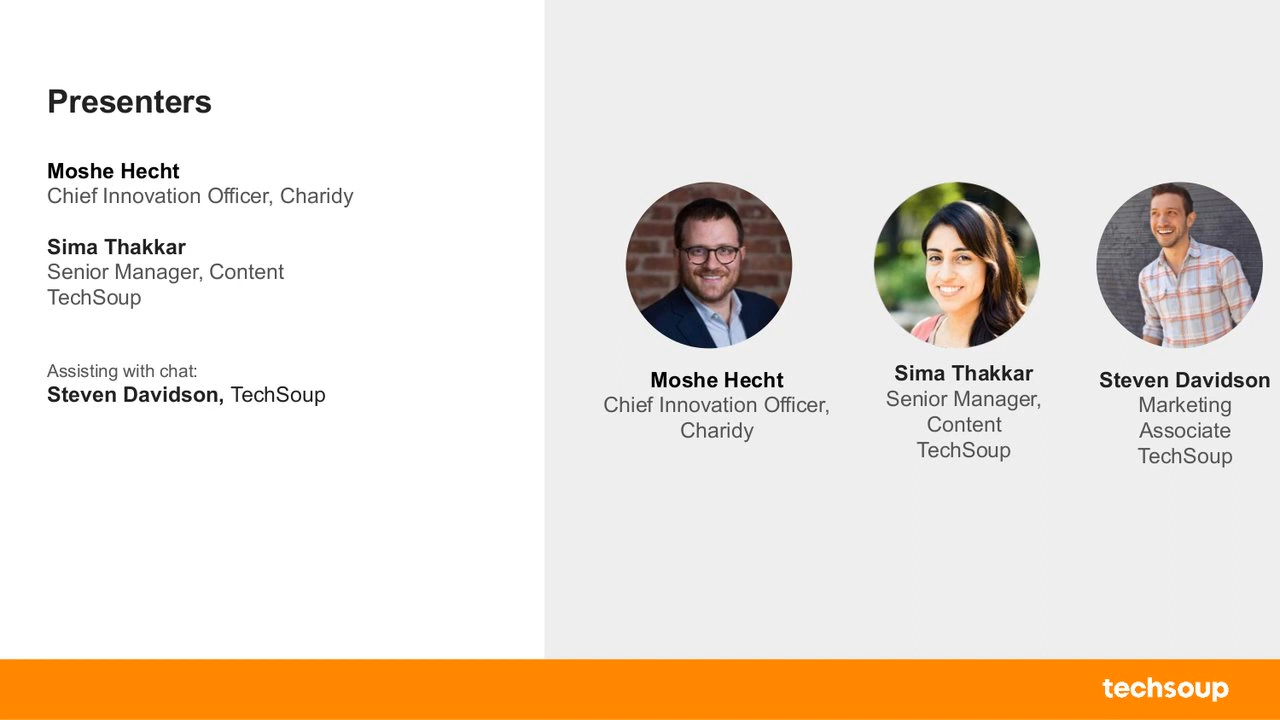 Presenters
Moshe Hecht
Chief Innovation Officer, Charidy
Sima Thakkar
Senior Manager, Content
TechSoup
Assisting with chat:
Steven Davidson, TechSoup
Moshe Hecht
Chief Innovation Officer,
Charidy
Sima Thakkar
Senior Manager,
Content
TechSoup
Steven Davidson
Marketing
Associate
TechSoup
techsoup